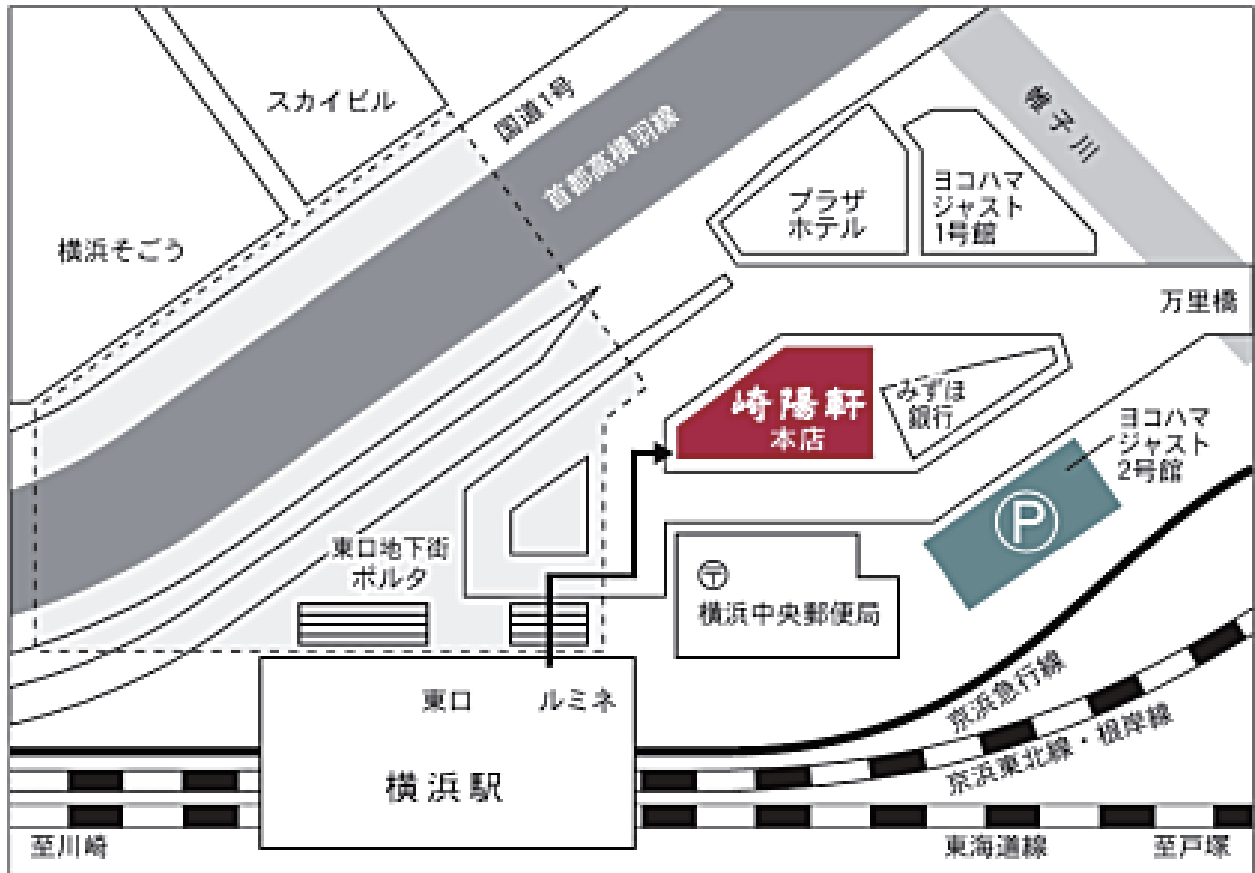 スカイビル
国道1号
首都高横羽線
帷子川
横浜そごう
プラザ
ホテル
ヨコハマ
ジャスト
1号館
万里橋
崎陽軒
本店
みずほ
銀行
ヨコハマ
ジャスト
2号館
P
東口地下街
ポルタ
〒
横浜中央郵便局
東口
ルミネ
横浜駅
京浜急行線
京浜東北線・根岸線
至川崎
東海道線
至戸塚